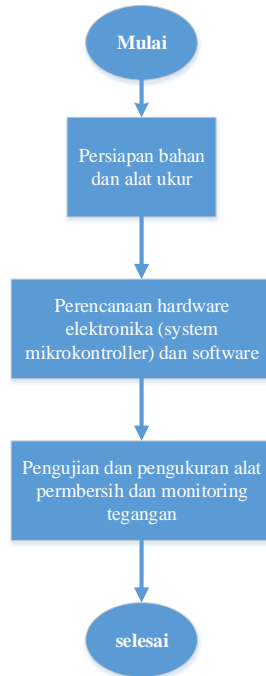 Mulai
Persiapan bahan
dan alat ukur
Perencanaan hardware
elektronika (system
mikrokontroller) dan software
Pengujian dan pengukuran alat
permbersih dan monitoring
tegangan
selesai